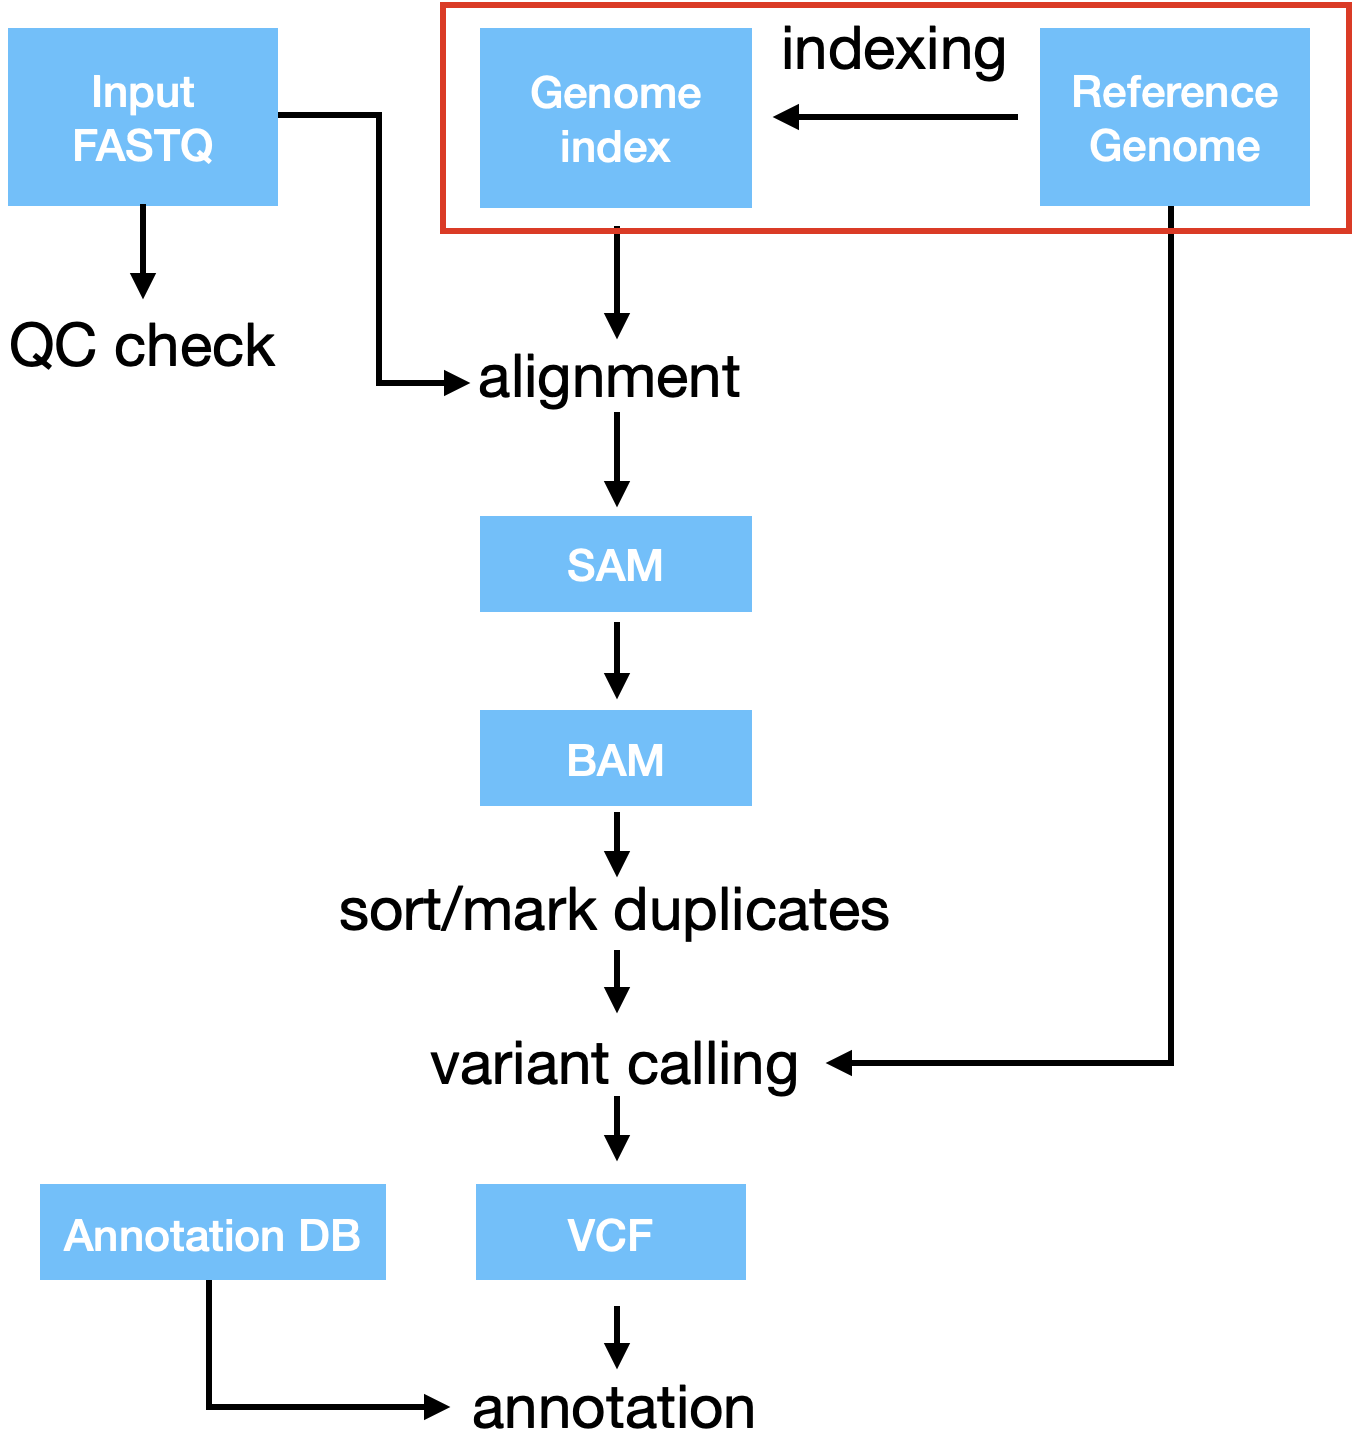 Input
FASTQ
Genome
index
indexing
Reference
Genome
QC check
alignment
SAM
BAM
sort/mark duplicates
variant calling
Annotation DB
VCF
annotation